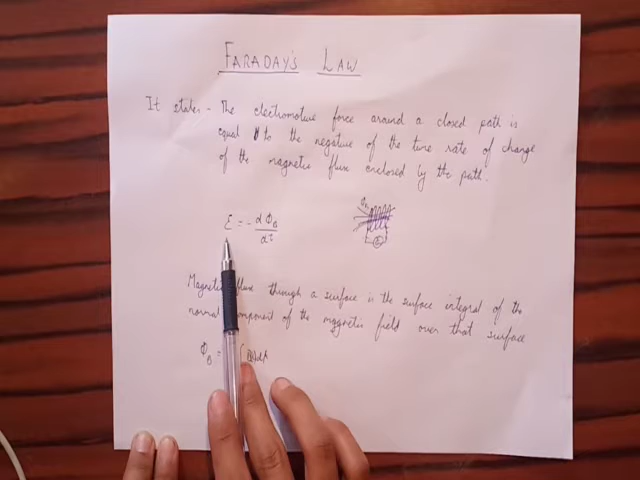 FARADAY'S LAW
It states - The electromotive force around a closed path is
equal to the negative of the time rate of change
of the magnetic flux enclosed by the path.
Σ = - dΦB
dt
Magnetic flux through a surface is the surface integral of the
normal component of the magnetic field over that surface
ΦB = ∫